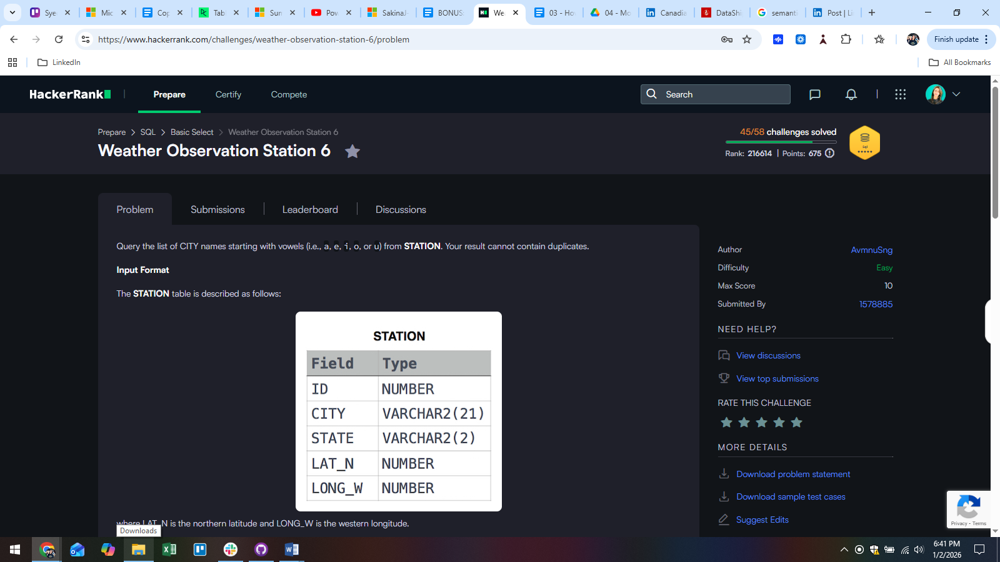 Sye
Mic
Cop
Tabl
Sun
Pow
SakinaJ
BONUS
We
03 - Ho
04 - Mo
Canadia
DataShi
semanti
Post | Li
https://www.hackerrank.com/challenges/weather-observation-station-6/problem
Finish update
LinkedIn
All Bookmarks
HackerRank
Prepare
Certify
Compete
Search
Prepare > SQL > Basic Select > Weather Observation Station 6
Weather Observation Station 6
45/58 challenges solved
Rank: 216614 | Points: 675
Sql
Problem
Submissions
Leaderboard
Discussions
Query the list of CITY names starting with vowels (i.e., a, e, i, o, or u) from STATION. Your result cannot contain duplicates.
Input Format
The STATION table is described as follows:
STATION
Field Type
ID NUMBER
CITY VARCHAR2(21)
STATE VARCHAR2(2)
LAT_N NUMBER
LONG_W NUMBER
where LAT_N is the northern latitude and LONG_W is the western longitude.
Downloads
Author AvmnuSng
Difficulty Easy
Max Score 10
Submitted By 1578885
NEED HELP?
View discussions
View top submissions
RATE THIS CHALLENGE
MORE DETAILS
Download problem statement
Download sample test cases
Suggest Edits
Privacy - Terms
6:41 PM
1/2/2026